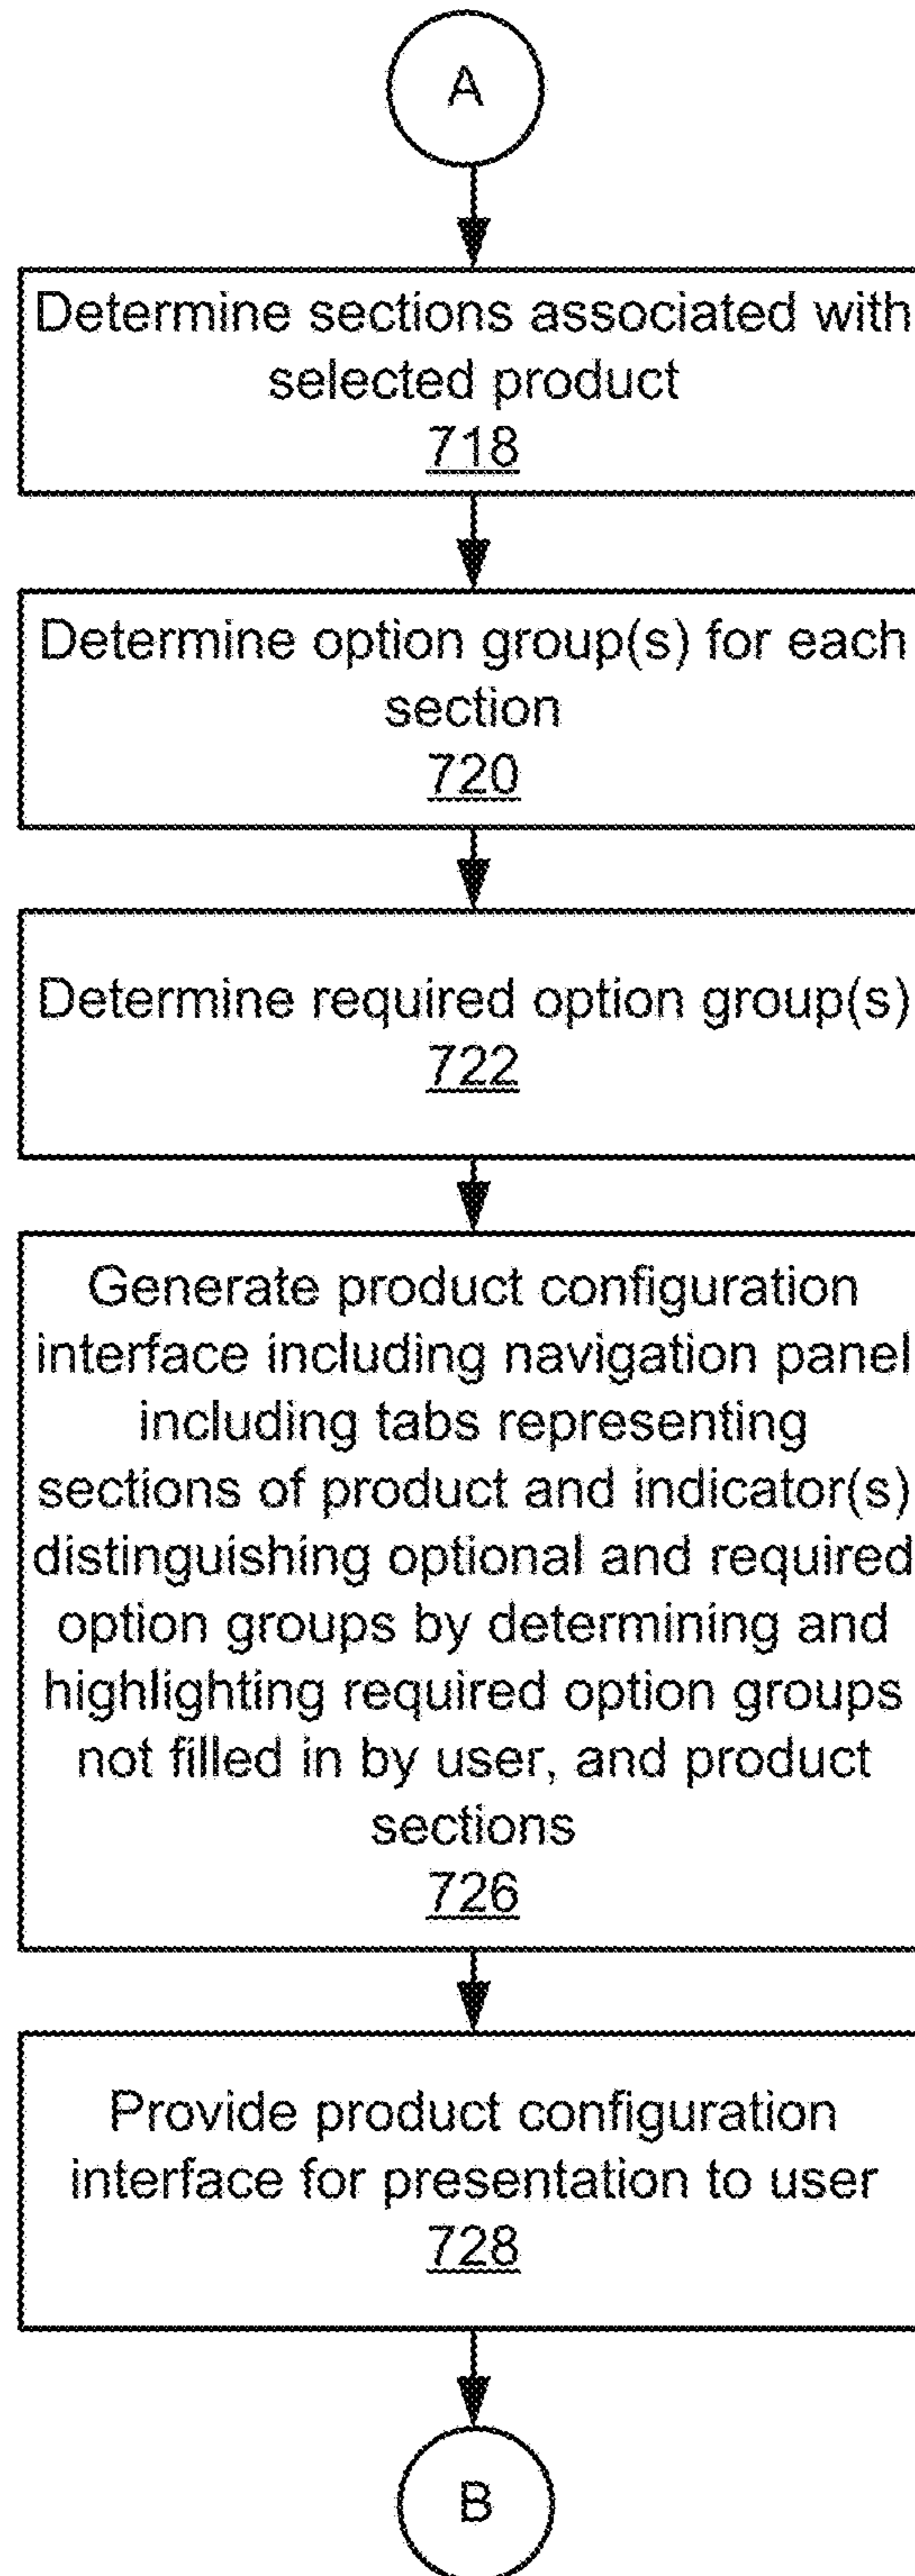 A
Determine sections associated with
selected product
718
Determine option group(s) for each
section
720
Determine required option group(s)
722
Generate product configuration
interface including navigation panel
including tabs representing
sections of product and indicator(s)
distinguishing optional and required
option groups by determining and
highlighting required option groups
not filled in by user, and product
sections
726
Provide product configuration
interface for presentation to user
728
B